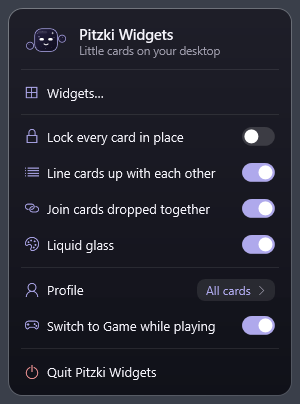 Pitzki Widgets
Little cards on your desktop
Widgets...
Lock every card in place
Line cards up with each other
Join cards dropped together
Liquid glass
Profile All cards
Switch to Game while playing
Quit Pitzki Widgets